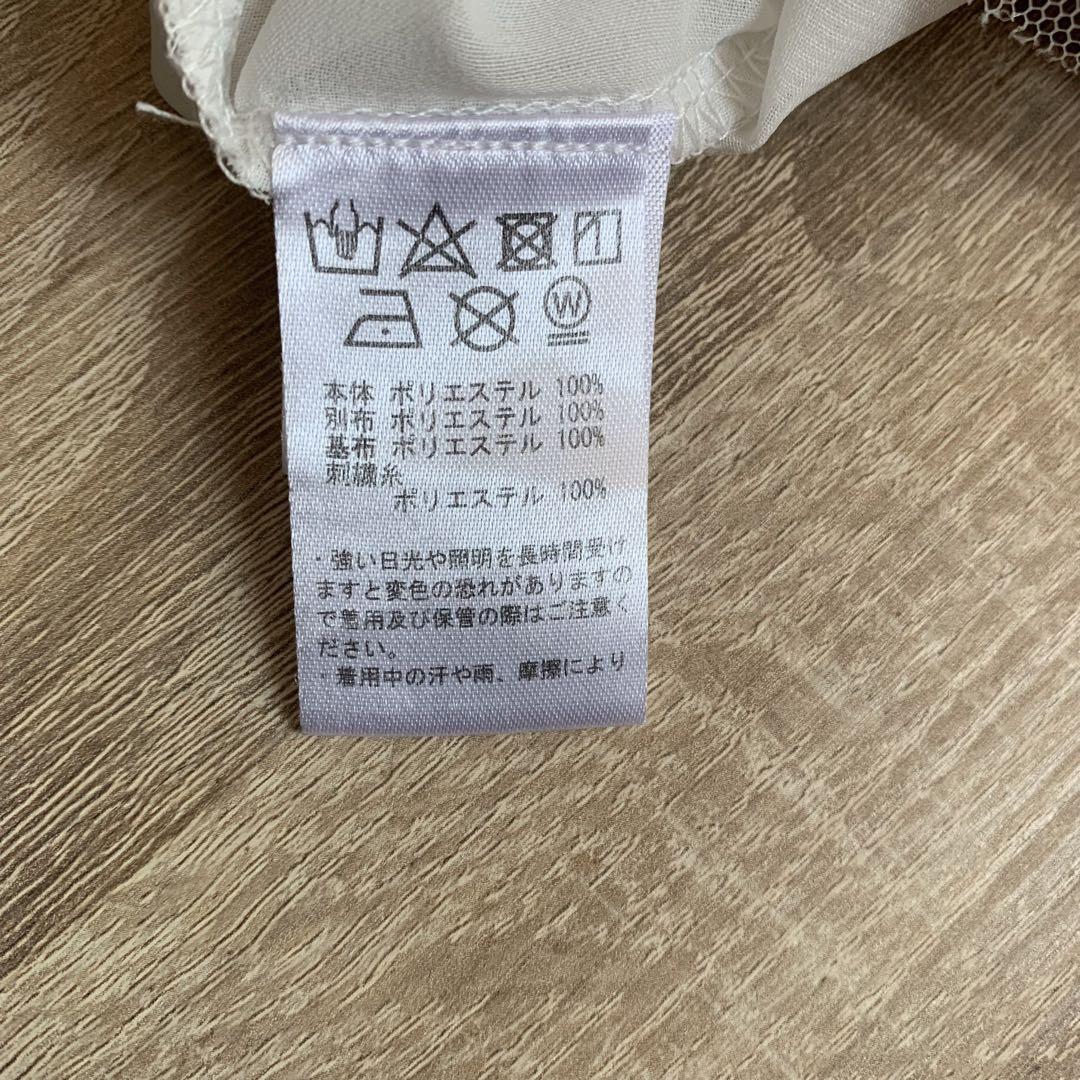 W
本体 ポリエステル 100%
別布 ポリエステル 100%
基布 ポリエステル 100%
刺繍糸
ポリエステル 100%
・強い日光や照明を長時間受け
ますと変色の恐れがありますの
で着用及び保管の際はご注意く
ださい。
・着用中の汗や雨、摩擦により